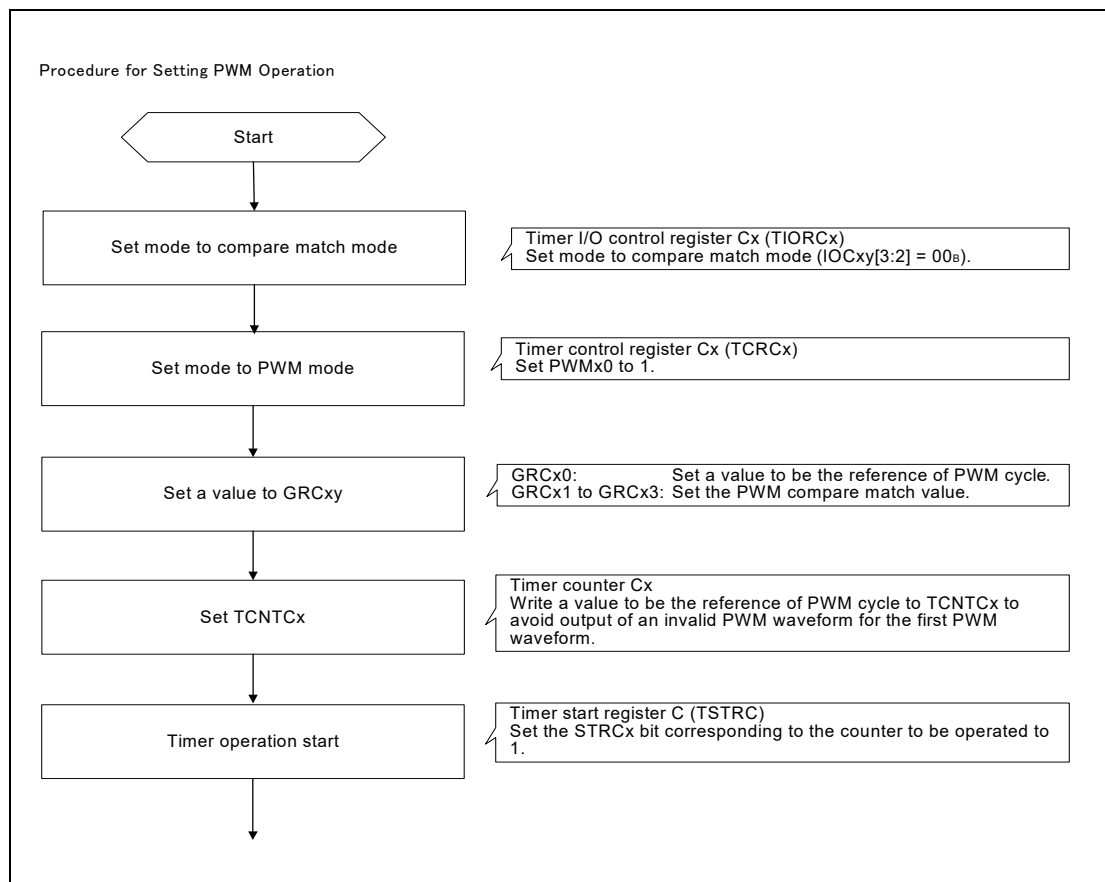 Procedure for Setting PWM Operation
Start
Set mode to compare match mode
Timer I/O control register Cx (TIORCx)
Set mode to compare match mode (IOCxy[3:2] = 00B).
Set mode to PWM mode
Timer control register Cx (TCRCx)
Set PWMx0 to 1.
Set a value to GRCxy
GRCx0: Set a value to be the reference of PWM cycle.
GRCx1 to GRCx3: Set the PWM compare match value.
Set TCNTCx
Timer counter Cx
Write a value to be the reference of PWM cycle to TCNTCx to
avoid output of an invalid PWM waveform for the first PWM
waveform.
Timer operation start
Timer start register C (TSTRC)
Set the STRCx bit corresponding to the counter to be operated to
1.